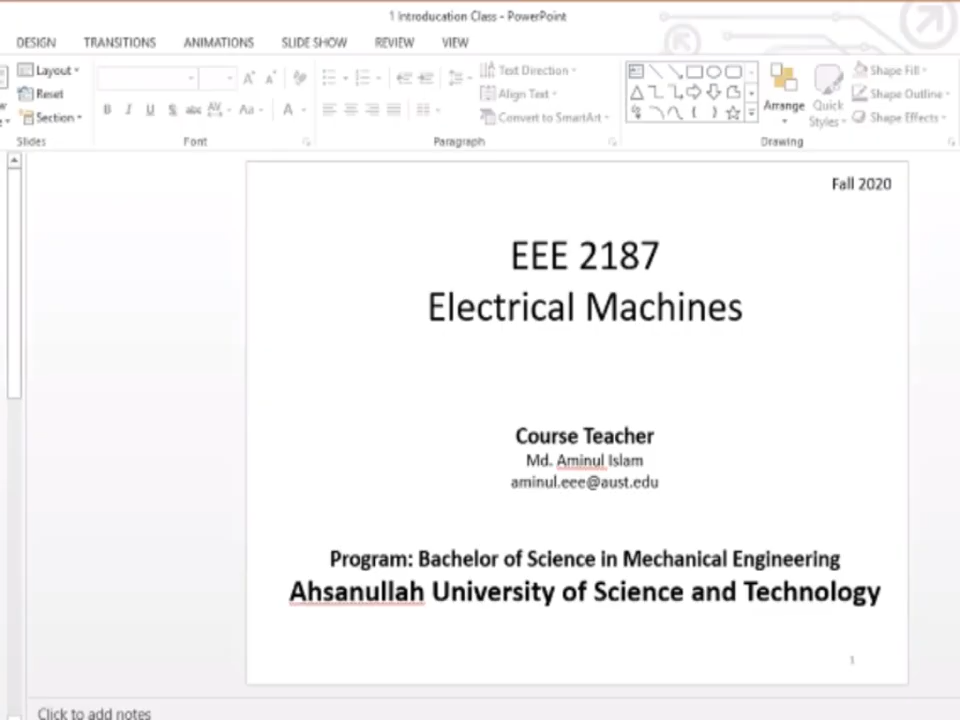 1 Introducation Class - PowerPoint
DESIGN TRANSITIONS ANIMATIONS SLIDE SHOW REVIEW VIEW
Layout
Reset
Section
Slides
B I U S abc AV Aa A
Font
Text Direction
Align Text
Convert to SmartArt
Paragraph
Arrange
Quick
Styles
Shape Fill
Shape Outline
Shape Effects
Drawing
Fall 2020
EEE 2187
Electrical Machines
Course Teacher
Md. Aminul Islam
aminul.eee@aust.edu
Program: Bachelor of Science in Mechanical Engineering
Ahsanullah University of Science and Technology
1
Click to add notes